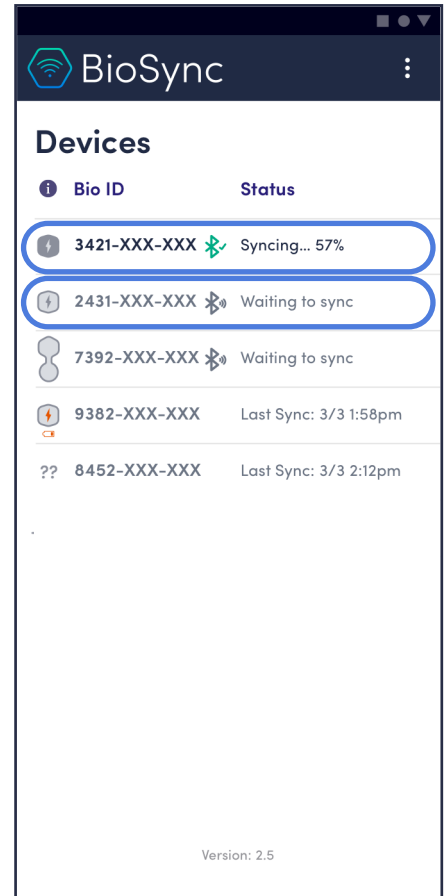 BioSync
Devices
Bio ID Status
3421-XXX-XXX Syncing... 57%
2431-XXX-XXX Waiting to sync
7392-XXX-XXX Waiting to sync
9382-XXX-XXX Last Sync: 3/3 1:58pm
?? 8452-XXX-XXX Last Sync: 3/3 2:12pm
.
Version: 2.5